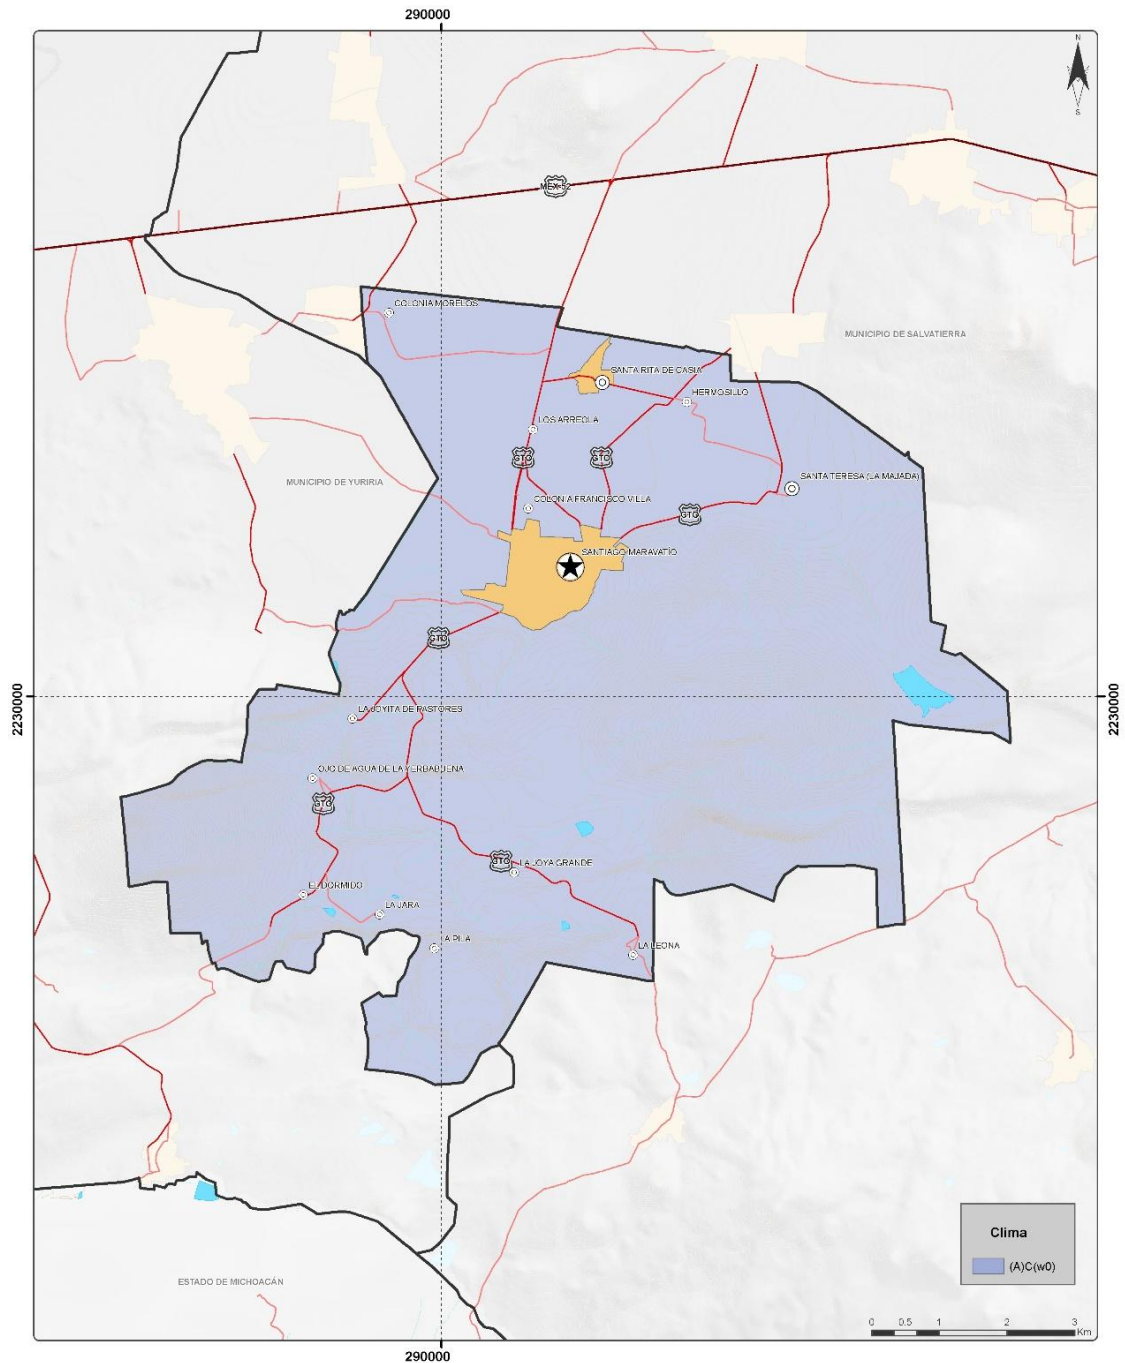 290000
N
S
MEX-52
COLONIA MORELOS
MUNICIPIO DE SALVATIERRA
SANTA RITA DE CASIA
HERMOSILLO
LOS ARREOLA
GTO
GTO
SANTA TERESA (LA MAJADA)
MUNICIPIO DE YURIRIA
COLONIA FRANCISCO VILLA
GTO
SANTIAGO MARAVATÍO
GTO
2230000
2230000
LA JOYITA DE PASTORES
OJO DE AGUA DE LA YERBABUENA
GTO
GTO
LA JOYA GRANDE
EL DORMIDO
LA JARA
LA PILA
LA LEONA
Clima
(A)C(w0)
ESTADO DE MICHOACÁN
0 0.5 1 2 3
Km
290000